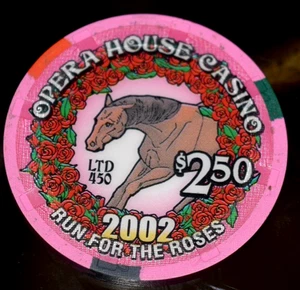 OPERA HOUSE CASINO
LTD
450
$2.50
2002
RUN FOR THE ROSES